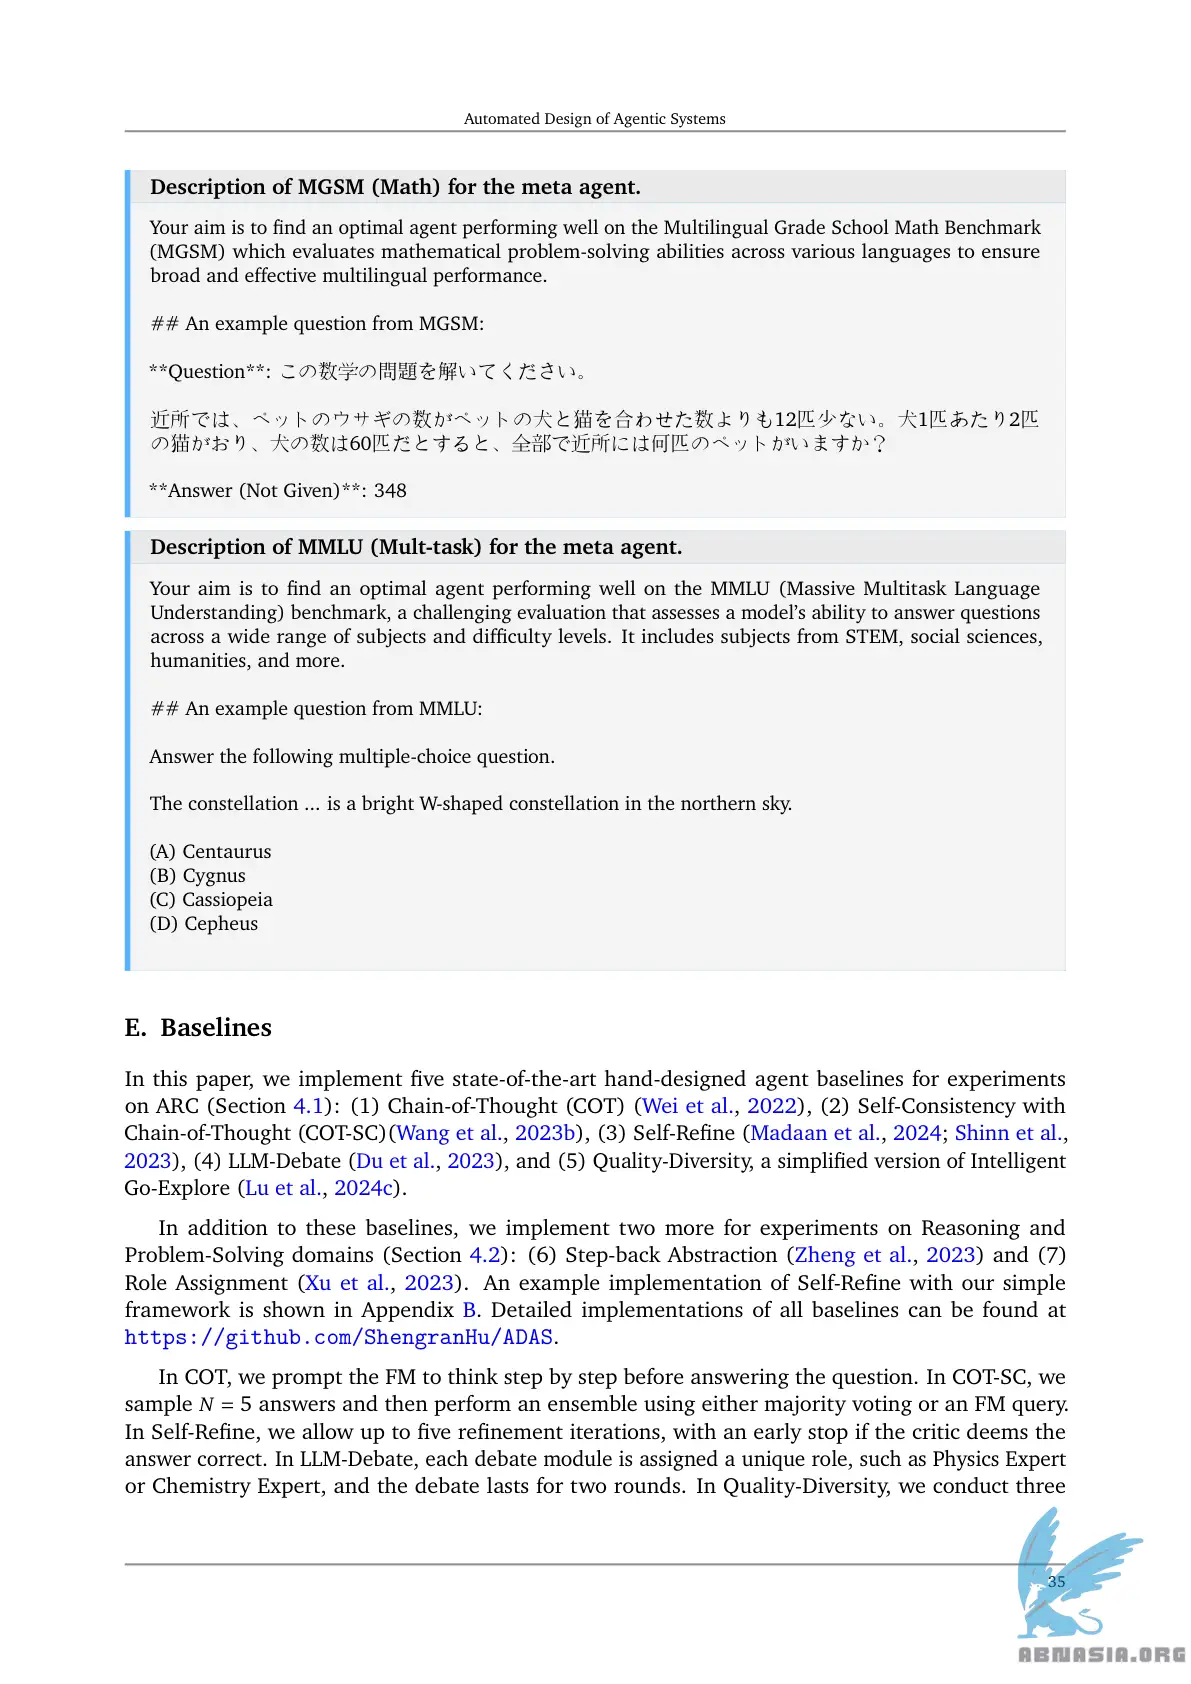 Automated Design of Agentic Systems
Description of MGSM (Math) for the meta agent.
Your aim is to find an optimal agent performing well on the Multilingual Grade School Math Benchmark
(MGSM) which evaluates mathematical problem-solving abilities across various languages to ensure
broad and effective multilingual performance.
## An example question from MGSM:
**Question**: この数学の問題を解いてください。
近所では、ペットのウサギの数がペットの犬と猫を合わせた数よりも12匹少ない。犬1匹あたり2匹
の猫がおり、犬の数は60匹だとすると、全部で近所には何匹のペットがいますか？
**Answer (Not Given)**: 348
Description of MMLU (Mult-task) for the meta agent.
Your aim is to find an optimal agent performing well on the MMLU (Massive Multitask Language
Understanding) benchmark, a challenging evaluation that assesses a model's ability to answer questions
across a wide range of subjects and difficulty levels. It includes subjects from STEM, social sciences,
humanities, and more.
## An example question from MMLU:
Answer the following multiple-choice question.
The constellation ... is a bright W-shaped constellation in the northern sky.
(A) Centaurus
(B) Cygnus
(C) Cassiopeia
(D) Cepheus
E. Baselines
In this paper, we implement five state-of-the-art hand-designed agent baselines for experiments
on ARC (Section 4.1): (1) Chain-of-Thought (COT) (Wei et al., 2022), (2) Self-Consistency with
Chain-of-Thought (COT-SC)(Wang et al., 2023b), (3) Self-Refine (Madaan et al., 2024; Shinn et al.,
2023), (4) LLM-Debate (Du et al., 2023), and (5) Quality-Diversity, a simplified version of Intelligent
Go-Explore (Lu et al., 2024c).
In addition to these baselines, we implement two more for experiments on Reasoning and
Problem-Solving domains (Section 4.2): (6) Step-back Abstraction (Zheng et al., 2023) and (7)
Role Assignment (Xu et al., 2023). An example implementation of Self-Refine with our simple
framework is shown in Appendix B. Detailed implementations of all baselines can be found at
https://github.com/ShengranHu/ADAS.
In COT, we prompt the FM to think step by step before answering the question. In COT-SC, we
sample N = 5 answers and then perform an ensemble using either majority voting or an FM query.
In Self-Refine, we allow up to five refinement iterations, with an early stop if the critic deems the
answer correct. In LLM-Debate, each debate module is assigned a unique role, such as Physics Expert
or Chemistry Expert, and the debate lasts for two rounds. In Quality-Diversity, we conduct three
35
ABNASIA.ORG